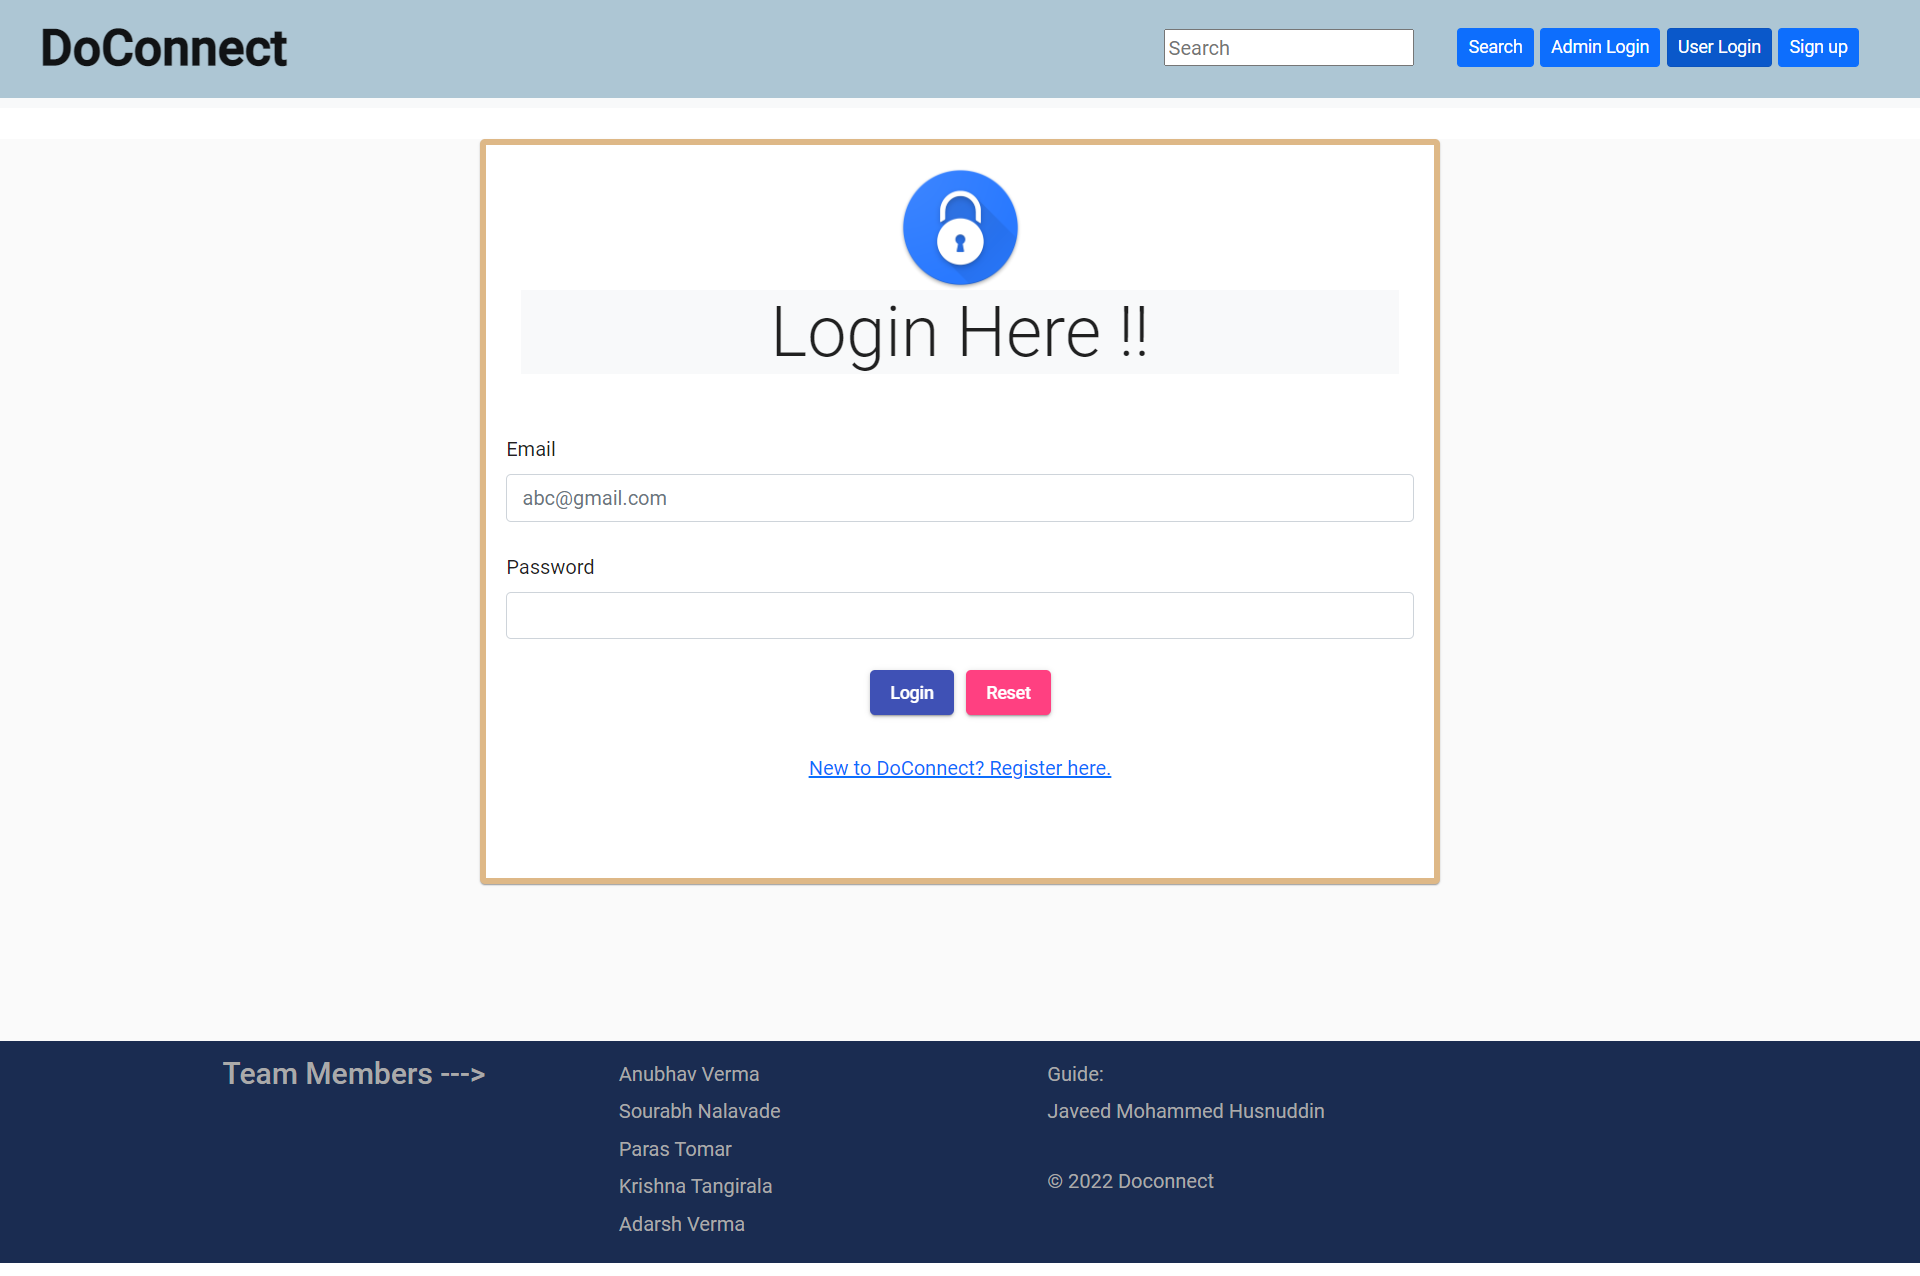 DoConnect
Search
Search
Admin Login
User Login
Sign up
Login Here !!
Email
abc@gmail.com
Password
Login
Reset
New to DoConnect? Register here.
Team Members --->
Anubhav Verma
Sourabh Nalavade
Paras Tomar
Krishna Tangirala
Adarsh Verma
Guide:
Javeed Mohammed Husnuddin
© 2022 Doconnect